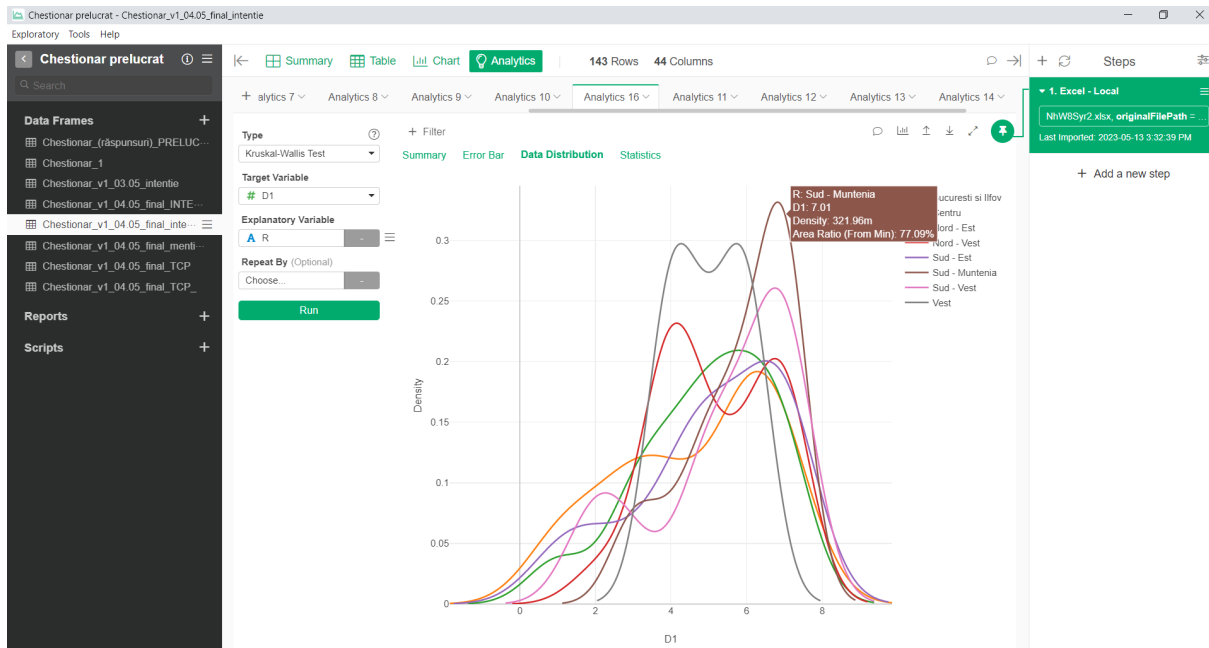 Chestionar prelucrat - Chestionar_v1_04.05_final_intentie
Exploratory Tools Help
Chestionar prelucrat
Search
Data Frames
Chestionar_(răspunsuri)_PRELUC...
Chestionar_1
Chestionar_v1_03.05_intentie
Chestionar_v1_04.05_final_INTE...
Chestionar_v1_04.05_final_inte...
Chestionar_v1_04.05_final_menti...
Chestionar_v1_04.05_final_TCP
Chestionar_v1_04.05_final_TCP_
Reports
Scripts
Summary Table Chart Analytics 143 Rows 44 Columns
alytics 7 Analytics 8 Analytics 9 Analytics 10 Analytics 16 Analytics 11 Analytics 12 Analytics 13 Analytics 14
Type
Kruskal-Wallis Test
Target Variable
# D1
Explanatory Variable
A R
-
Repeat By (Optional)
Choose...
-
Run
+ Filter
Summary Error Bar Data Distribution Statistics
R: Sud - Muntenia
D1: 7.01
Density: 321.96m
Area Ratio (From Min): 77.09%
ucuresti si Ilfov
entru
ord - Est
Nord - Vest
Sud - Est
Sud - Muntenia
Sud - Vest
Vest
0.3
0.25
0.2
0.15
0.1
0.05
0
Density
0 2 4 6 8
D1
Steps
1. Excel - Local
NhW8Syr2.xlsx, originalFilePath = ...
Last Imported: 2023-05-13 3:32:39 PM
+ Add a new step